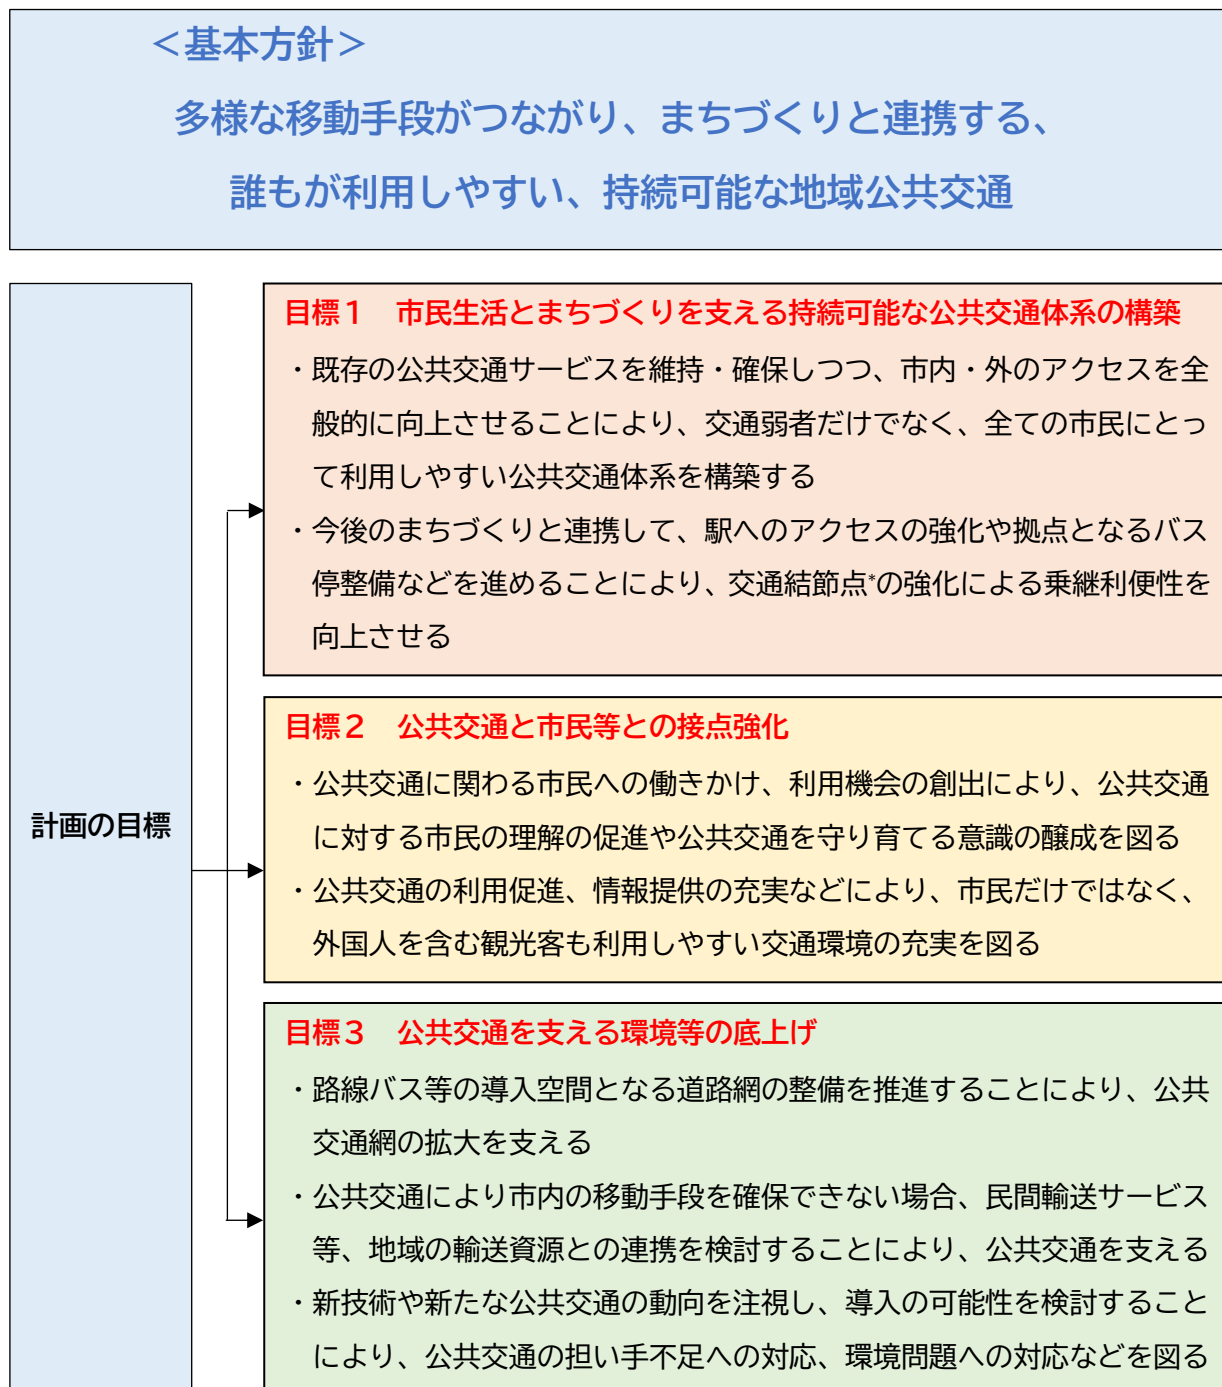 ＜基本方針＞
多様な移動手段がつながり、まちづくりと連携する、
誰もが利用しやすい、持続可能な地域公共交通
計画の目標
目標１　市民生活とまちづくりを支える持続可能な公共交通体系の構築
・既存の公共交通サービスを維持・確保しつつ、市内・外のアクセスを全
般的に向上させることにより、交通弱者だけでなく、全ての市民にとっ
て利用しやすい公共交通体系を構築する
・今後のまちづくりと連携して、駅へのアクセスの強化や拠点となるバス
停整備などを進めることにより、交通結節点*の強化による乗継利便性を
向上させる
目標２　公共交通と市民等との接点強化
・公共交通に関わる市民への働きかけ、利用機会の創出により、公共交通
に対する市民の理解の促進や公共交通を守り育てる意識の醸成を図る
・公共交通の利用促進、情報提供の充実などにより、市民だけではなく、
外国人を含む観光客も利用しやすい交通環境の充実を図る
目標３　公共交通を支える環境等の底上げ
・路線バス等の導入空間となる道路網の整備を推進することにより、公共
交通網の拡大を支える
・公共交通により市内の移動手段を確保できない場合、民間輸送サービス
等、地域の輸送資源との連携を検討することにより、公共交通を支える
・新技術や新たな公共交通の動向を注視し、導入の可能性を検討すること
により、公共交通の担い手不足への対応、環境問題への対応などを図る